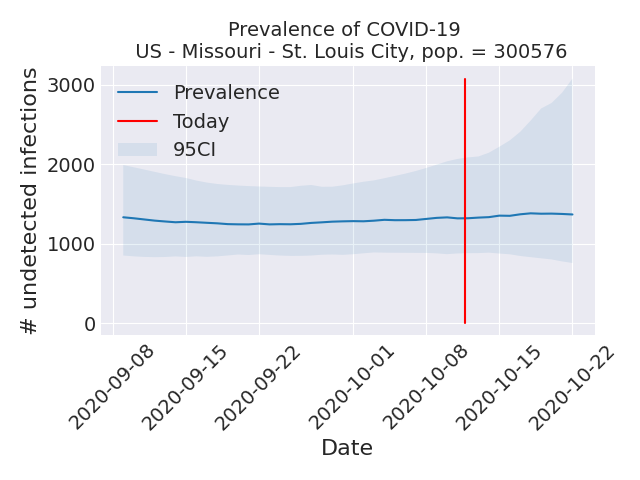 Prevalence of COVID-19
US - Missouri - St. Louis City, pop. = 300576
# undetected infections
3000
2000
1000
0
Prevalence
Today
95CI
2020-09-08
2020-09-15
2020-09-22
2020-10-01
2020-10-08
2020-10-15
2020-10-22
Date